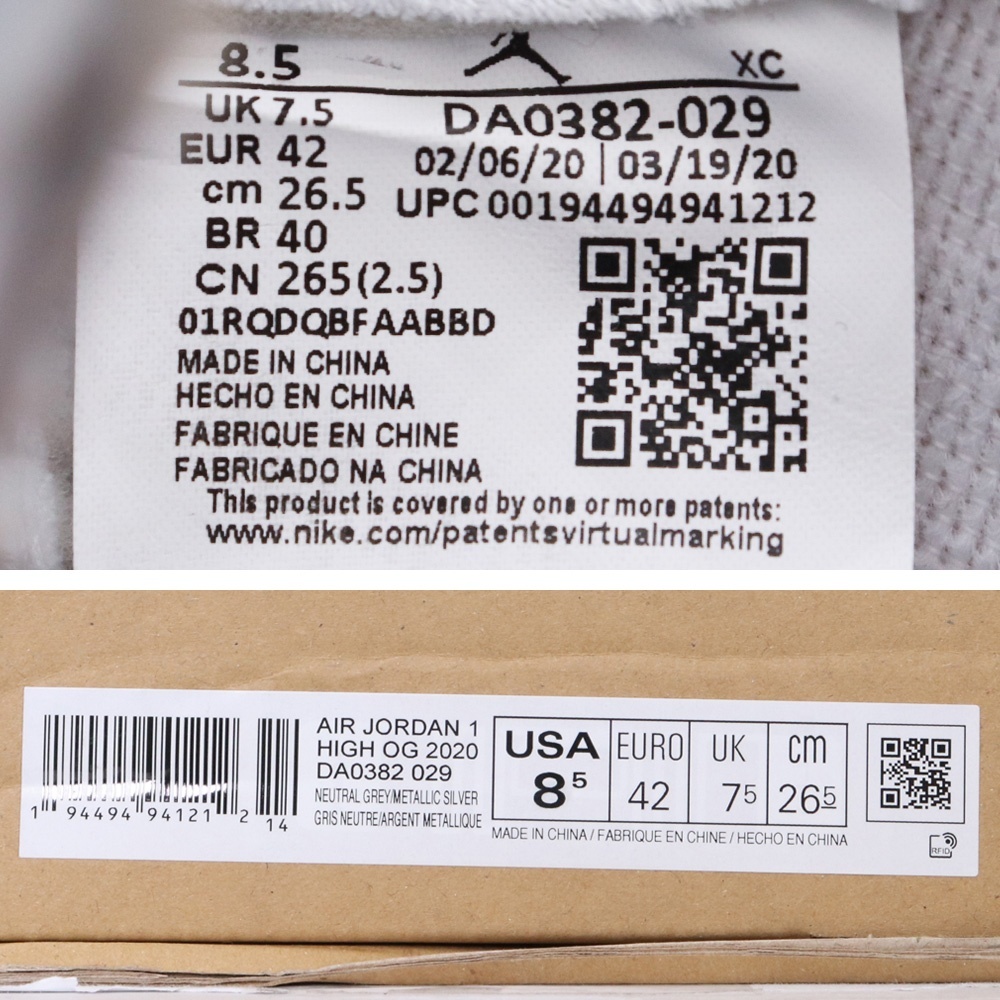 8.5 XC
UK 7.5 DA0382-029
EUR 42 02/06/20 | 03/19/20
cm 26.5 UPC 00194494941212
BR 40
CN 265(2.5)
01RQDQBFAABBD
MADE IN CHINA
HECHO EN CHINA
FABRIQUE EN CHINE
FABRICADO NA CHINA
This product is covered by one or more patents:
www.nike.com/patentsvirtualmarking
1 94494 94121 2 14
AIR JORDAN 1
HIGH OG 2020
DA0382 029
NEUTRAL GREY/METALLIC SILVER
GRIS NEUTRE/ARGENT METALLIQUE
USA EURO UK cm
8⁵ 42 7⁵ 26⁵
MADE IN CHINA / FABRIQUE EN CHINE / HECHO EN CHINA
RFID